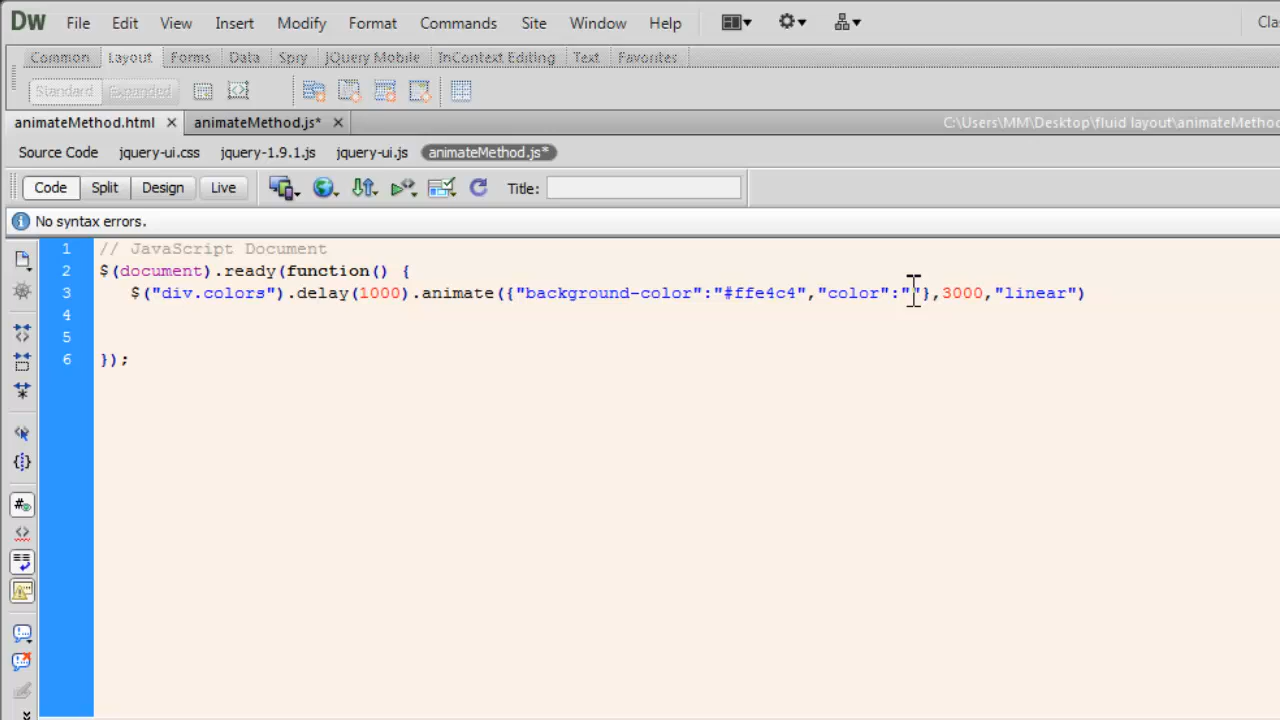 Dw File Edit View Insert Modify Format Commands Site Window Help
Common Layout Forms Data Spry jQuery Mobile InContext Editing Text Favorites
Standard Expanded
animateMethod.html animateMethod.js* C:\Users\MM\Desktop\fluid layout\animateMethod
Source Code jquery-ui.css jquery-1.9.1.js jquery-ui.js animateMethod.js*
Code Split Design Live Title:
No syntax errors.
1 // JavaScript Document
2 $(document).ready(function() {
3 $("div.colors").delay(1000).animate({"background-color":"#ffe4c4","color":""},3000,"linear")
4
5
6 });